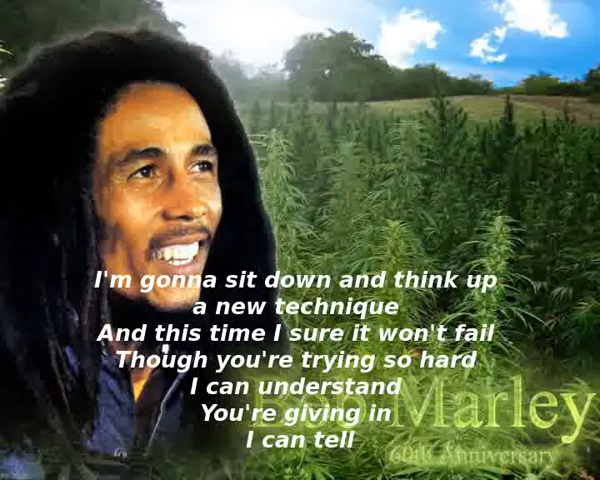 I'm gonna sit down and think up
a new technique
And this time I sure it won't fail
Though you're trying so hard
I can understand
You're giving in
I can tell
Bob Marley
60th Anniversary